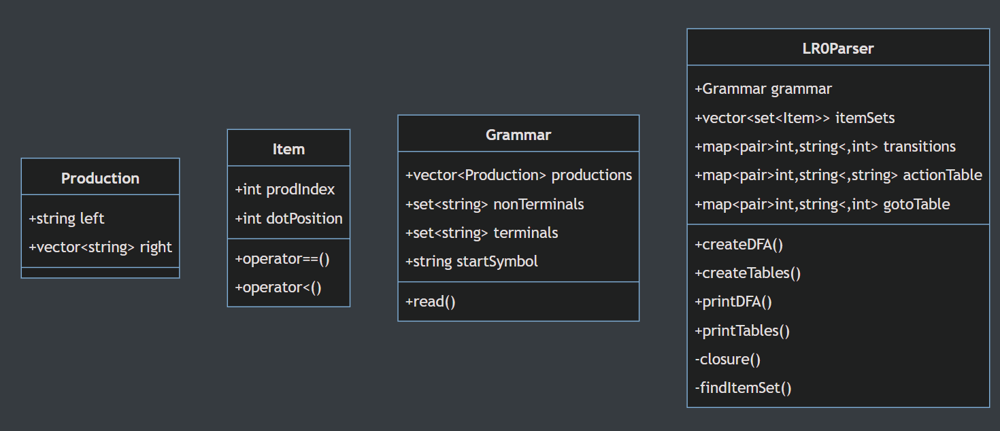 Production
+string left
+vector<string> right
Item
+int prodIndex
+int dotPosition
+operator==()
+operator<()
Grammar
+vector<Production> productions
+set<string> nonTerminals
+set<string> terminals
+string startSymbol
+read()
LR0Parser
+Grammar grammar
+vector<set<Item>> itemSets
+map<pair>int,string<,int> transitions
+map<pair>int,string<,string> actionTable
+map<pair>int,string<,int> gotoTable
+createDFA()
+createTables()
+printDFA()
+printTables()
-closure()
-findItemSet()